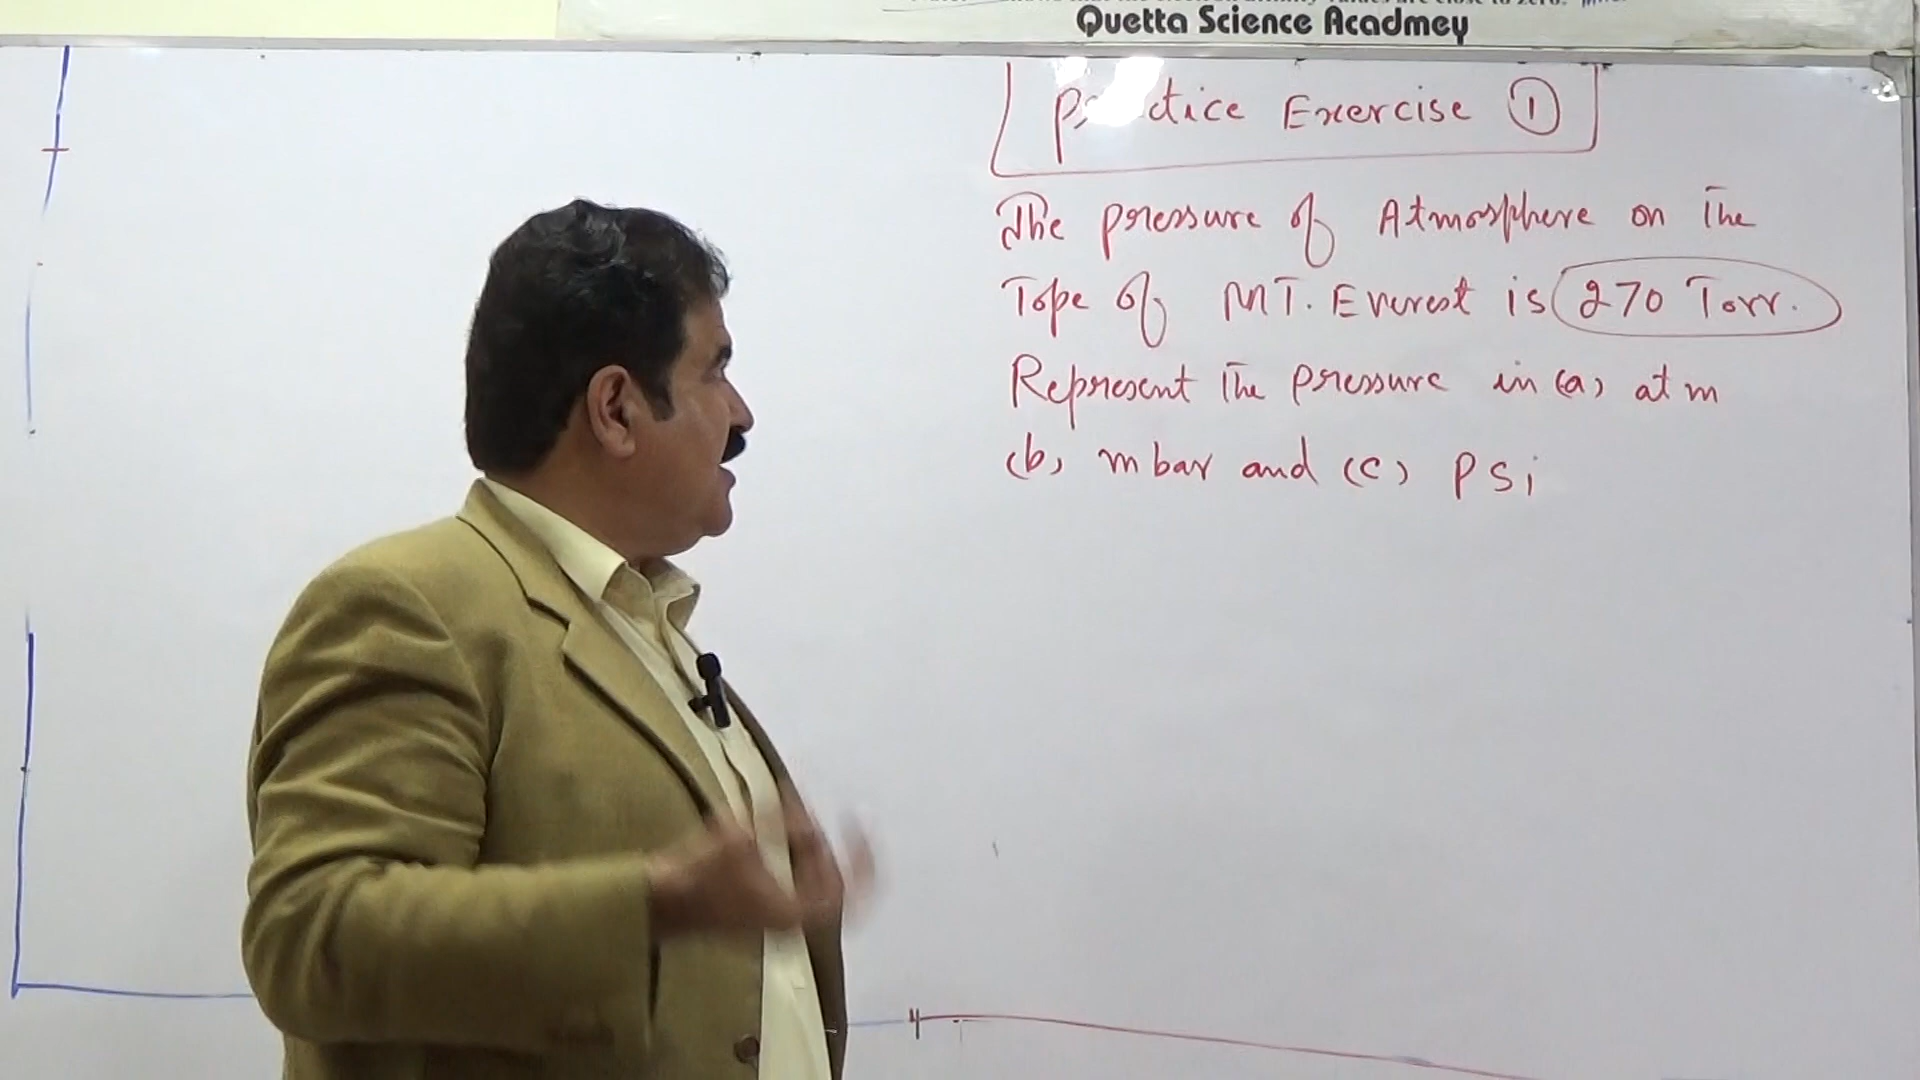 Quetta Science Acadmey
Practice Exercise 1
The pressure of Atmosphere on The
Tope of MT. Everest is 270 Torr.
Represent The pressure in (a) atm
(b) m bar and (c) PSi